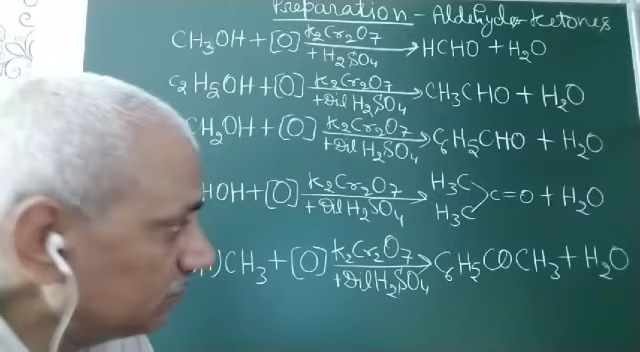 Preparation - Aldehyde Ketones
CH3OH + [O] K2Cr2O7 + H2SO4 → HCHO + H2O
C2H5OH + [O] K2Cr2O7 + Dil H2SO4 → CH3CHO + H2O
CH2OH + [O] K2Cr2O7 + Dil H2SO4 → C6H5CHO + H2O
HOH + [O] K2Cr2O7 + Dil H2SO4 → H3C H3C > C=O + H2O
)CH3 + [O] K2Cr2O7 + Dil H2SO4 → C6H5COCH3 + H2O